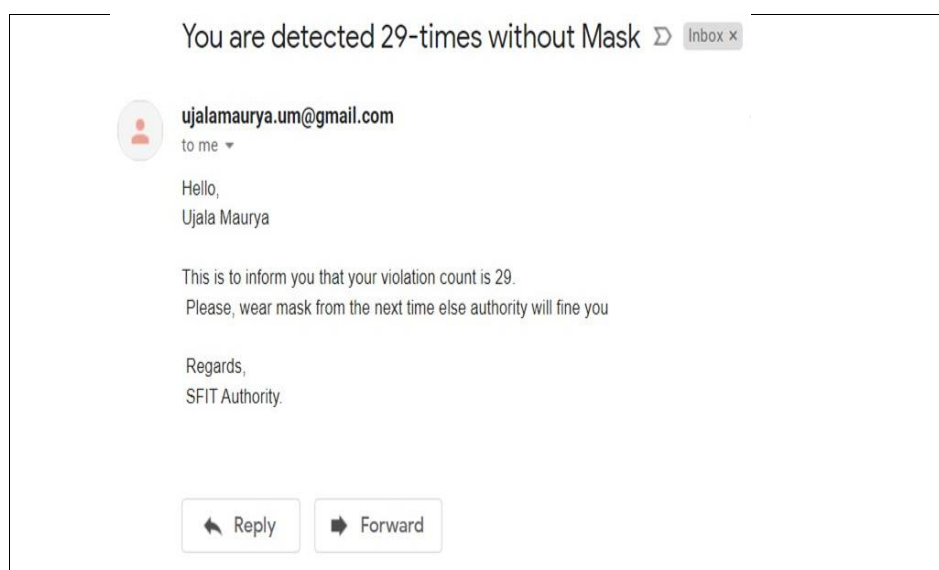 You are detected 29-times without Mask Inbox ×
ujalamaurya.um@gmail.com
to me
Hello,
Ujala Maurya
This is to inform you that your violation count is 29.
Please, wear mask from the next time else authority will fine you
Regards,
SFIT Authority.
Reply Forward